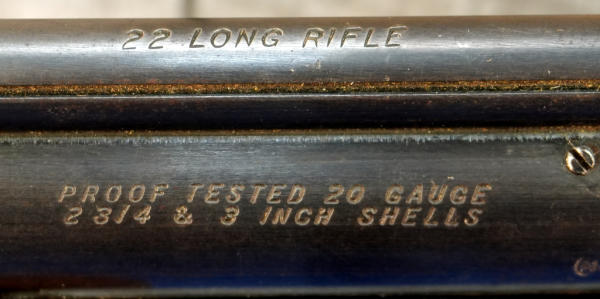 22 LONG RIFLE
PROOF TESTED 20 GAUGE
2 3/4 & 3 INCH SHELLS